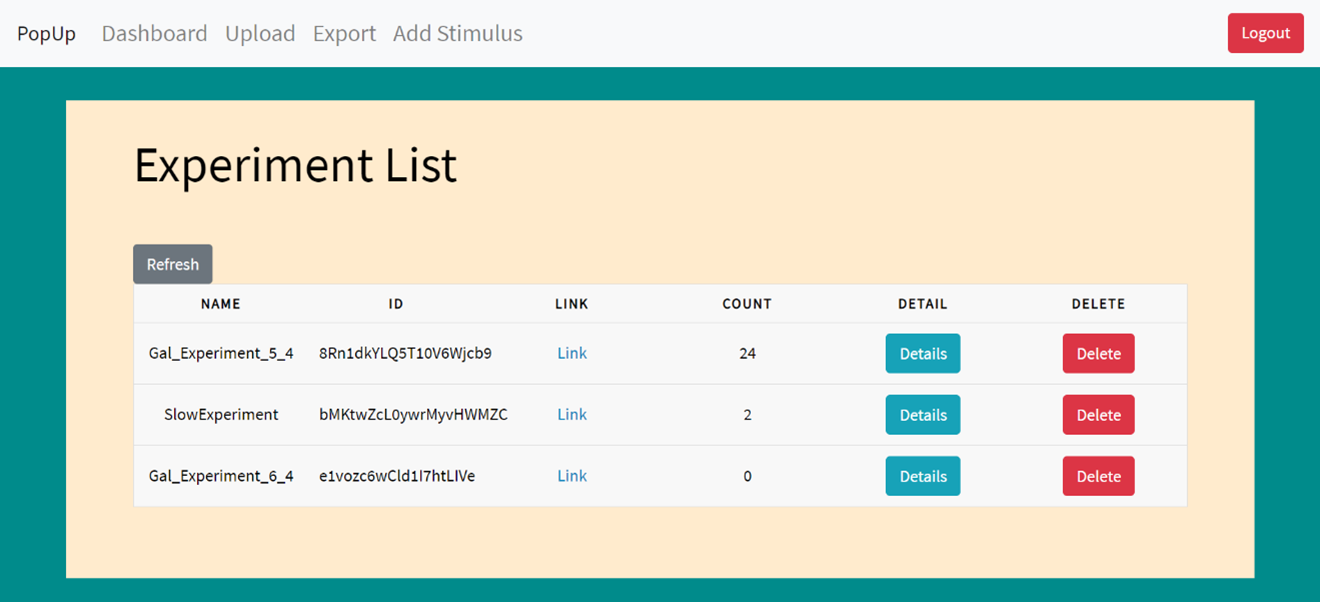 PopUp Dashboard Upload Export Add Stimulus Logout
Experiment List
Refresh
NAME ID LINK COUNT DETAIL DELETE
Gal_Experiment_5_4 8Rn1dkYLQ5T10V6Wjcb9 Link 24 Details Delete
SlowExperiment bMKtwZcL0ywrMyvHWMZC Link 2 Details Delete
Gal_Experiment_6_4 e1vozc6wCld1I7htLIVe Link 0 Details Delete